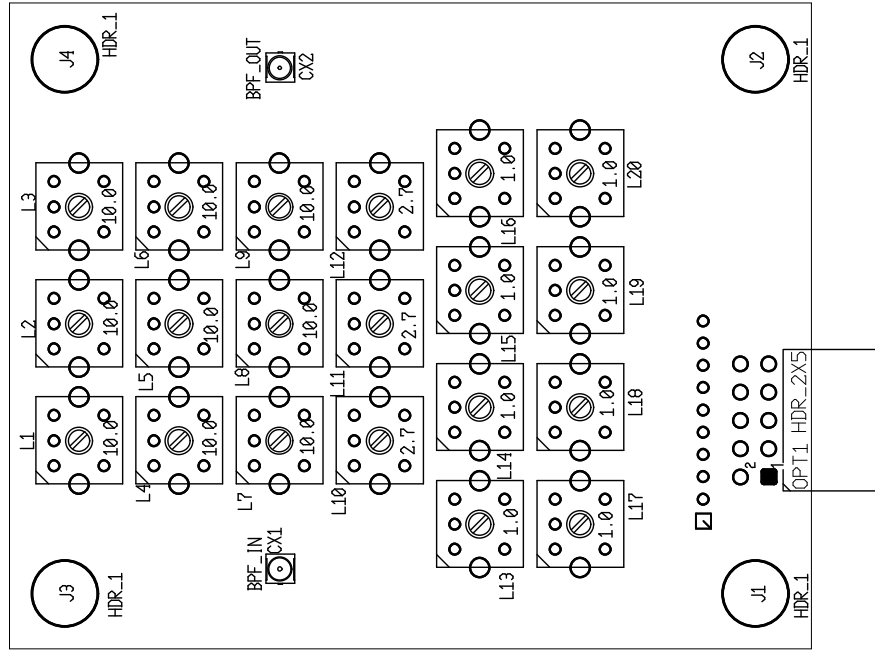 J4
HDR_1
BPF_OUT
CX2
J2
HDR_1
L3
10.0
L6
10.0
L9
10.0
L12
2.7
L16
1.0
L20
1.0
L2
10.0
L5
10.0
L8
10.0
L11
2.7
L15
1.0
L19
1.0
L1
10.0
L4
10.0
L7
10.0
L10
2.7
L14
1.0
L18
1.0
L13
1.0
L17
1.0
OPT1 HDR_2X5
2
1
BPF_IN
CX1
J3
HDR_1
J1
HDR_1